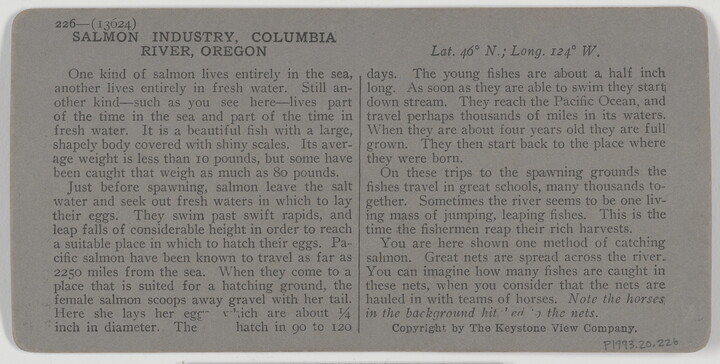 226—(13624)
SALMON INDUSTRY, COLUMBIA
RIVER, OREGON
Lat. 46° N.; Long. 124° W.
One kind of salmon lives entirely in the sea,
another lives entirely in fresh water. Still an-
other kind—such as you see here—lives part
of the time in the sea and part of the time in
fresh water. It is a beautiful fish with a large,
shapely body covered with shiny scales. Its aver-
age weight is less than 10 pounds, but some have
been caught that weigh as much as 80 pounds.
Just before spawning, salmon leave the salt
water and seek out fresh waters in which to lay
their eggs. They swim past swift rapids, and
leap falls of considerable height in order to reach
a suitable place in which to hatch their eggs. Pa-
cific salmon have been known to travel as far as
2250 miles from the sea. When they come to a
place that is suited for a hatching ground, the
female salmon scoops away gravel with her tail.
Here she lays her which are about ¼
inch in diameter. The hatch in 90 to 120
days. The young fishes are about a half inch
long. As soon as they are able to swim they start
down stream. They reach the Pacific Ocean, and
travel perhaps thousands of miles in its waters.
When they are about four years old they are full
grown. They then start back to the place where
they were born.
On these trips to the spawning grounds the
fishes travel in great schools, many thousands to-
gether. Sometimes the river seems to be one liv-
ing mass of jumping, leaping fishes. This is the
time the fishermen reap their rich harvests.
You are here shown one method of catching
salmon. Great nets are spread across the river.
You can imagine how many fishes are caught in
these nets, when you consider that the nets are
hauled in with teams of horses. Note the horses
in the background to the nets.
Copyright by The Keystone View Company.
P1993.20.226